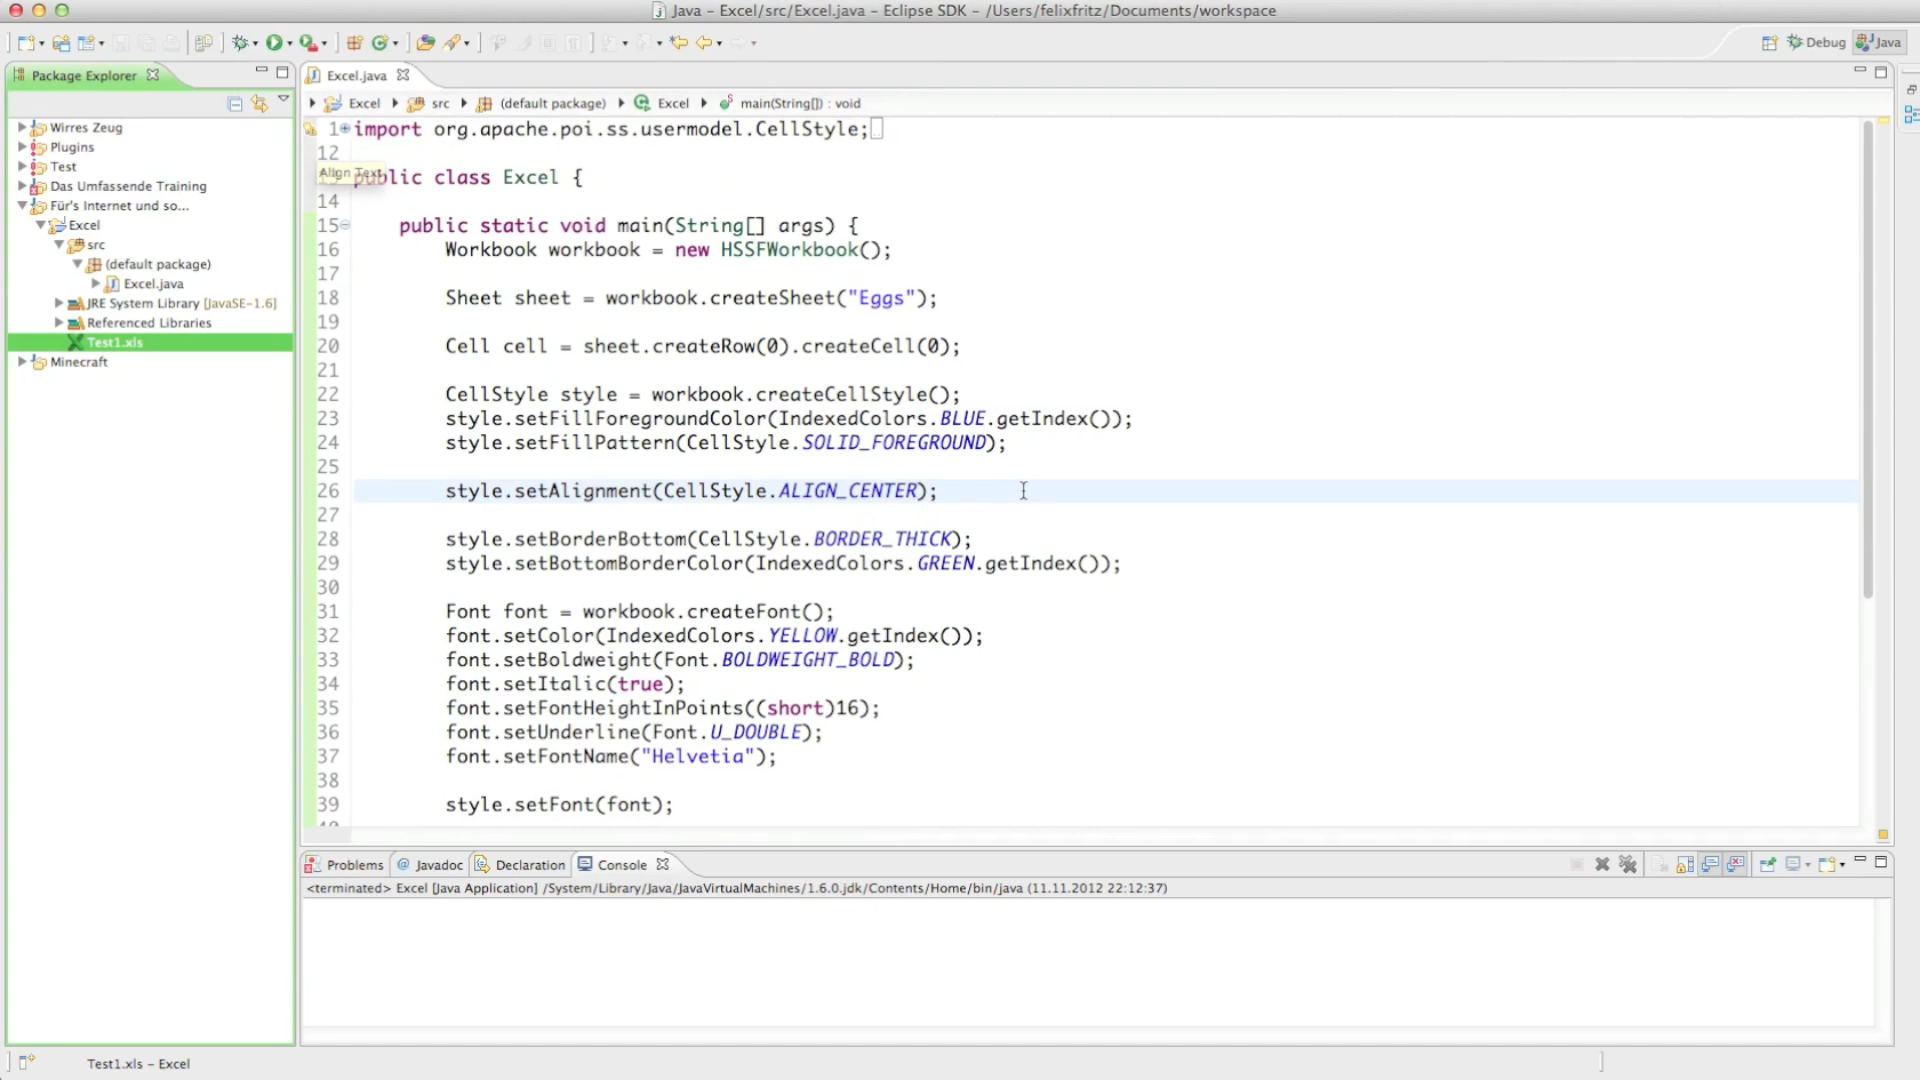 Java – Excel/src/Excel.java – Eclipse SDK – /Users/felixfritz/Documents/workspace
Debug
Java
Package Explorer
Wirres Zeug
Plugins
Test
Das Umfassende Training
Für's Internet und so...
Excel
src
(default package)
Excel.java
JRE System Library [JavaSE-1.6]
Referenced Libraries
Test1.xls
Minecraft
Excel.java
Excel src (default package) Excel main(String[]) : void
1 import org.apache.poi.ss.usermodel.CellStyle;
12
Align Text
public class Excel {
14
15 public static void main(String[] args) {
16 Workbook workbook = new HSSFWorkbook();
17
18 Sheet sheet = workbook.createSheet("Eggs");
19
20 Cell cell = sheet.createRow(0).createCell(0);
21
22 CellStyle style = workbook.createCellStyle();
23 style.setFillForegroundColor(IndexedColors.BLUE.getIndex());
24 style.setFillPattern(CellStyle.SOLID_FOREGROUND);
25
26 style.setAlignment(CellStyle.ALIGN_CENTER);
27
28 style.setBorderBottom(CellStyle.BORDER_THICK);
29 style.setBottomBorderColor(IndexedColors.GREEN.getIndex());
30
31 Font font = workbook.createFont();
32 font.setColor(IndexedColors.YELLOW.getIndex());
33 font.setBoldweight(Font.BOLDWEIGHT_BOLD);
34 font.setItalic(true);
35 font.setFontHeightInPoints((short)16);
36 font.setUnderline(Font.U_DOUBLE);
37 font.setFontName("Helvetia");
38
39 style.setFont(font);
Problems
Javadoc
Declaration
Console
<terminated> Excel [Java Application] /System/Library/Java/JavaVirtualMachines/1.6.0.jdk/Contents/Home/bin/java (11.11.2012 22:12:37)
Test1.xls – Excel